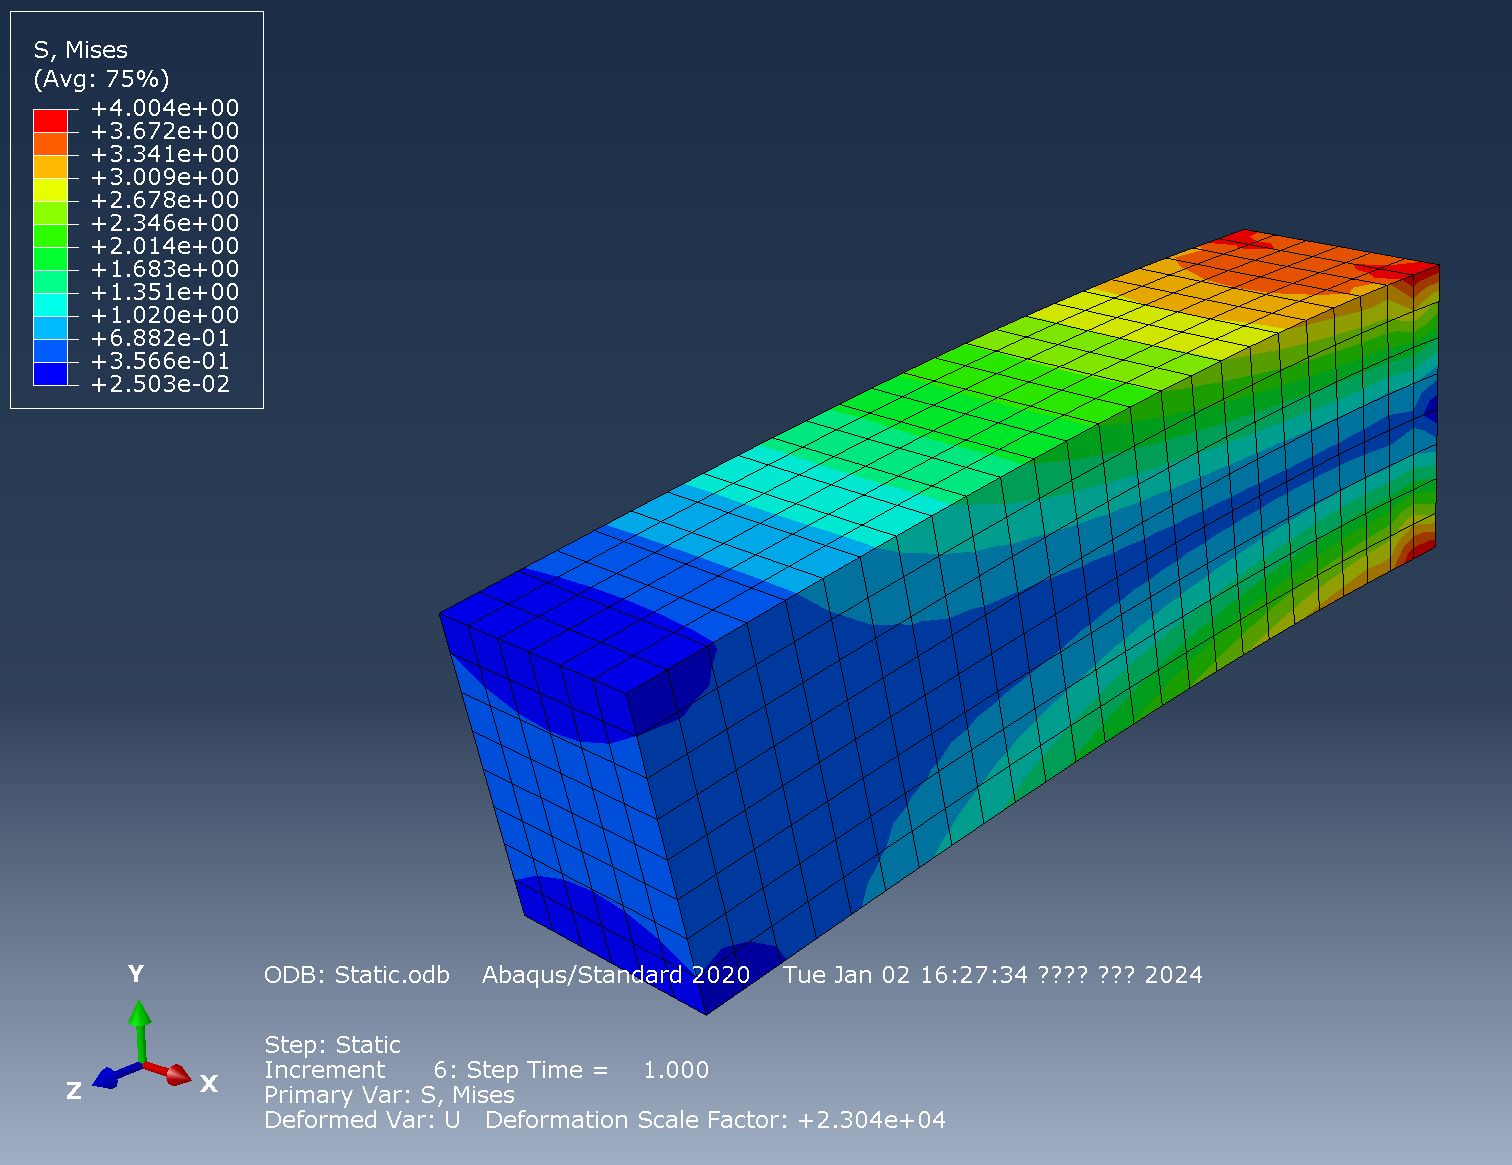 S, Mises
(Avg: 75%)
+4.004e+00
+3.672e+00
+3.341e+00
+3.009e+00
+2.678e+00
+2.346e+00
+2.014e+00
+1.683e+00
+1.351e+00
+1.020e+00
+6.882e-01
+3.566e-01
+2.503e-02
Y
Z X
ODB: Static.odb Abaqus/Standard 2020 Tue Jan 02 16:27:34 ???? ??? 2024
Step: Static
Increment 6: Step Time = 1.000
Primary Var: S, Mises
Deformed Var: U Deformation Scale Factor: +2.304e+04